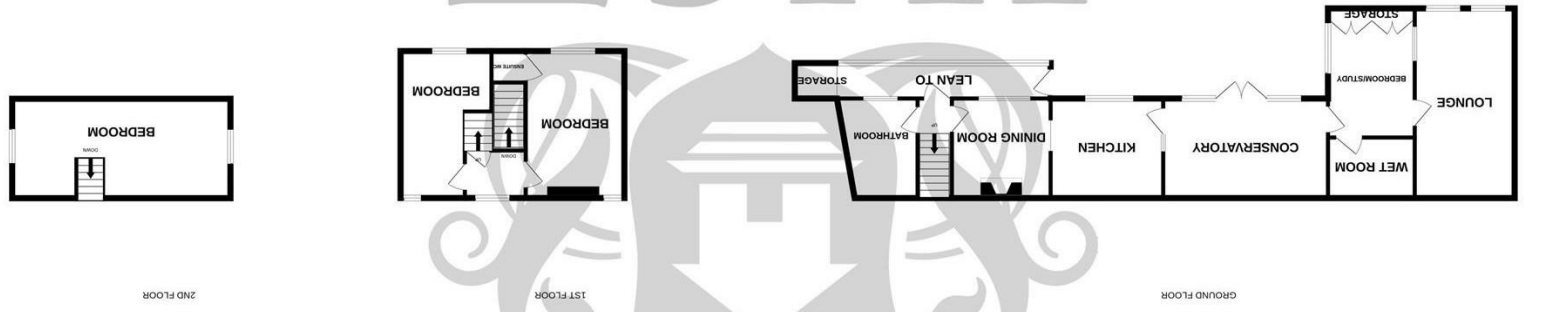 GROUND FLOOR
LOUNGE
WET ROOM
BEDROOM/STUDY
STORAGE
CONSERVATORY
KITCHEN
DINING ROOM
UP
BATHROOM
LEAN TO
STORAGE
1ST FLOOR
BEDROOM
DOWN
UP
BEDROOM
ENSUITE WC
2ND FLOOR
DOWN
BEDROOM